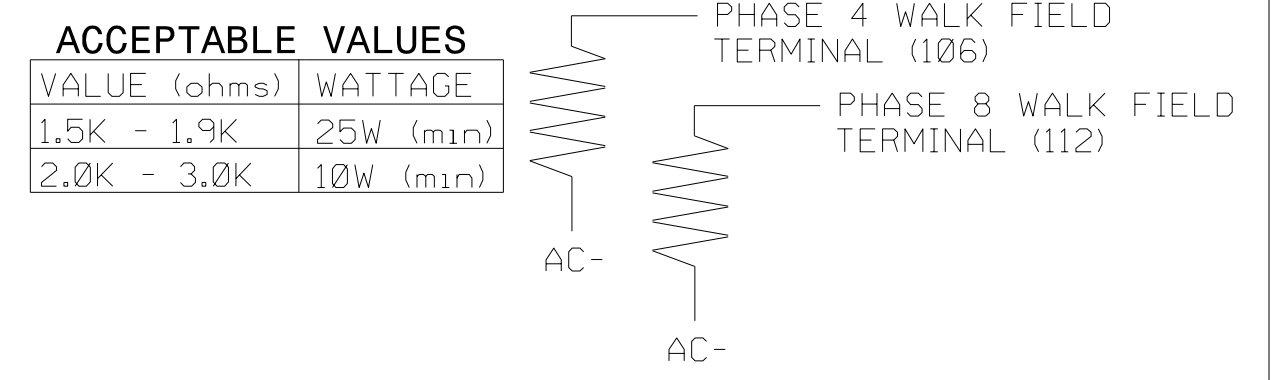 ACCEPTABLE VALUES
VALUE (ohms) WATTAGE
1.5K - 1.9K 25W (min)
2.0K - 3.0K 10W (min)
PHASE 4 WALK FIELD
TERMINAL (106)
AC-
PHASE 8 WALK FIELD
TERMINAL (112)
AC-